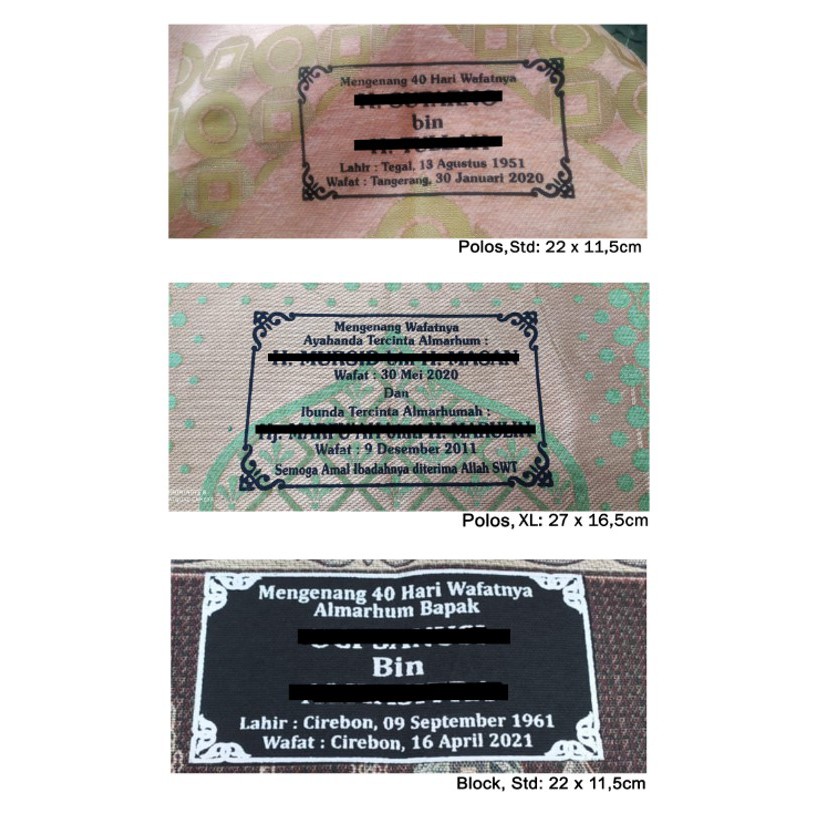 Mengenang 40 Hari Wafatnya
bin
Lahir : Tegal, 13 Agustus 1951
Wafat : Tangerang, 30 Januari 2020
Polos, Std: 22 x 11,5cm
Mengenang Wafatnya
Ayahanda Tercinta Almarhum :
Wafat : 30 Mei 2020
Dan
Ibunda Tercinta Almarhumah :
Wafat : 9 Desember 2011
Semoga Amal Ibadahnya diterima Allah SWT
Polos, XL: 27 x 16,5cm
Mengenang 40 Hari Wafatnya
Almarhum Bapak
Bin
Lahir : Cirebon, 09 September 1961
Wafat : Cirebon, 16 April 2021
Block, Std: 22 x 11,5cm